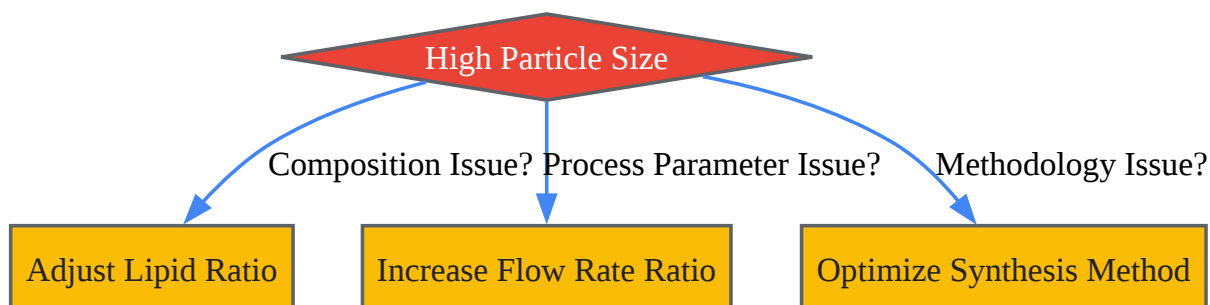 High Particle Size
Composition Issue?
Process Parameter Issue?
Methodology Issue?
Adjust Lipid Ratio
Increase Flow Rate Ratio
Optimize Synthesis Method